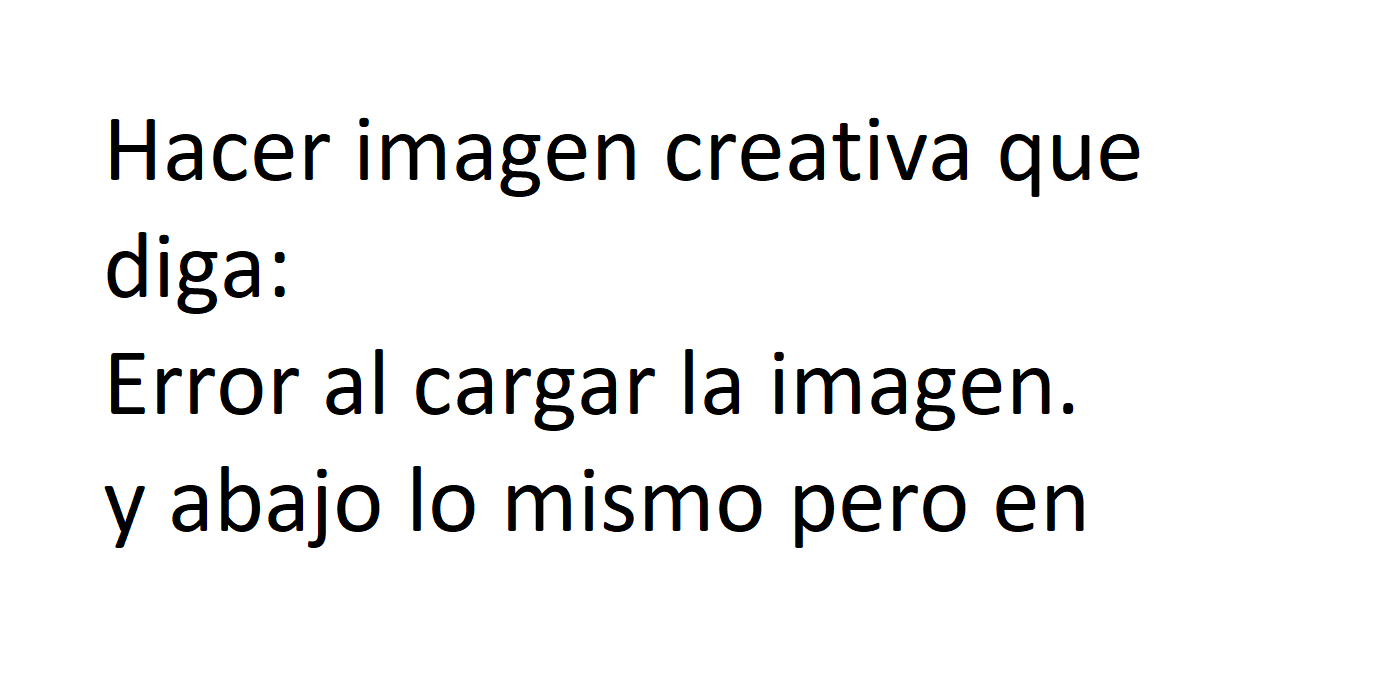 Hacer imagen creativa que
diga:
Error al cargar la imagen.
y abajo lo mismo pero en